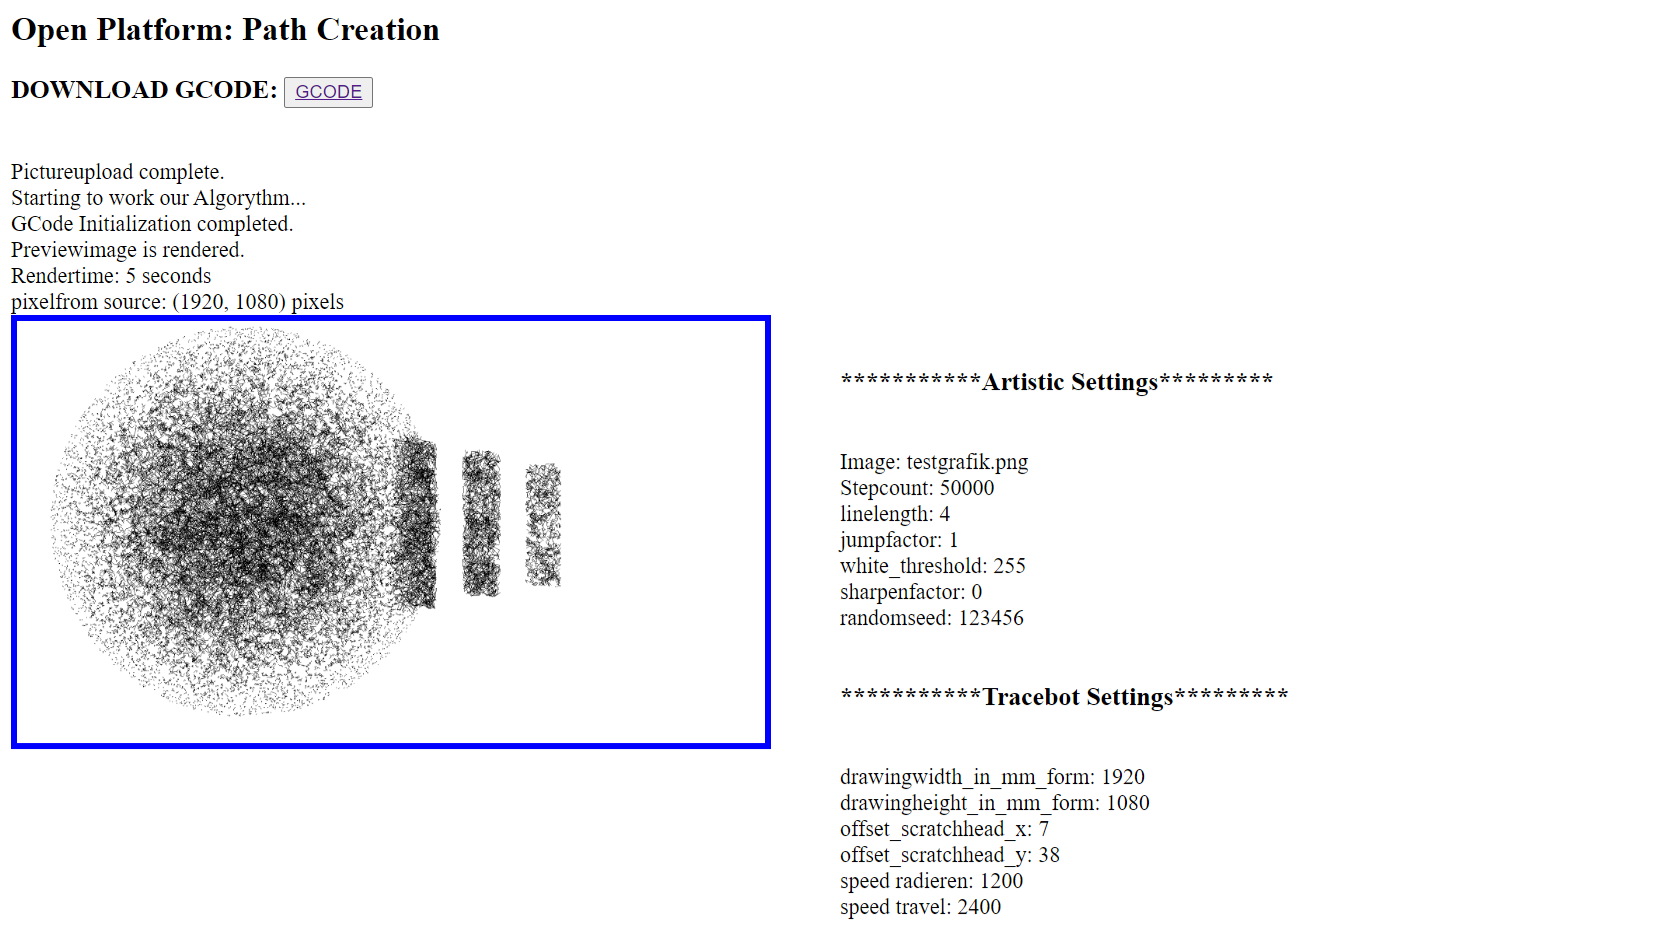 Open Platform: Path Creation
DOWNLOAD GCODE: GCODE
Pictureupload complete.
Starting to work our Algorythm...
GCode Initialization completed.
Previewimage is rendered.
Rendertime: 5 seconds
pixelfrom source: (1920, 1080) pixels
***********Artistic Settings*********
Image: testgrafik.png
Stepcount: 50000
linelength: 4
jumpfactor: 1
white_threshold: 255
sharpenfactor: 0
randomseed: 123456
***********Tracebot Settings*********
drawingwidth_in_mm_form: 1920
drawingheight_in_mm_form: 1080
offset_scratchhead_x: 7
offset_scratchhead_y: 38
speed radieren: 1200
speed travel: 2400